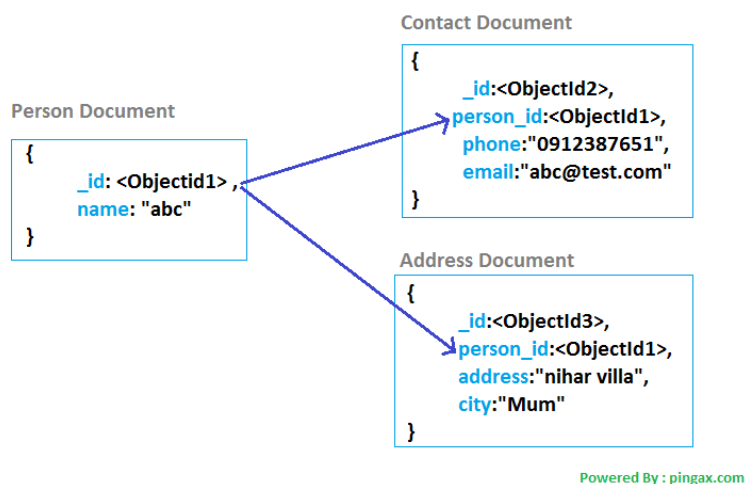 Person Document
{
_id: <Objectid1> ,
name: "abc"
}
Contact Document
{
_id:<ObjectId2>,
person_id:<ObjectId1>,
phone:"0912387651",
email:"abc@test.com"
}
Address Document
{
_id:<ObjectId3>,
person_id:<ObjectId1>,
address:"nihar villa",
city:"Mum"
}
Powered By : pingax.com